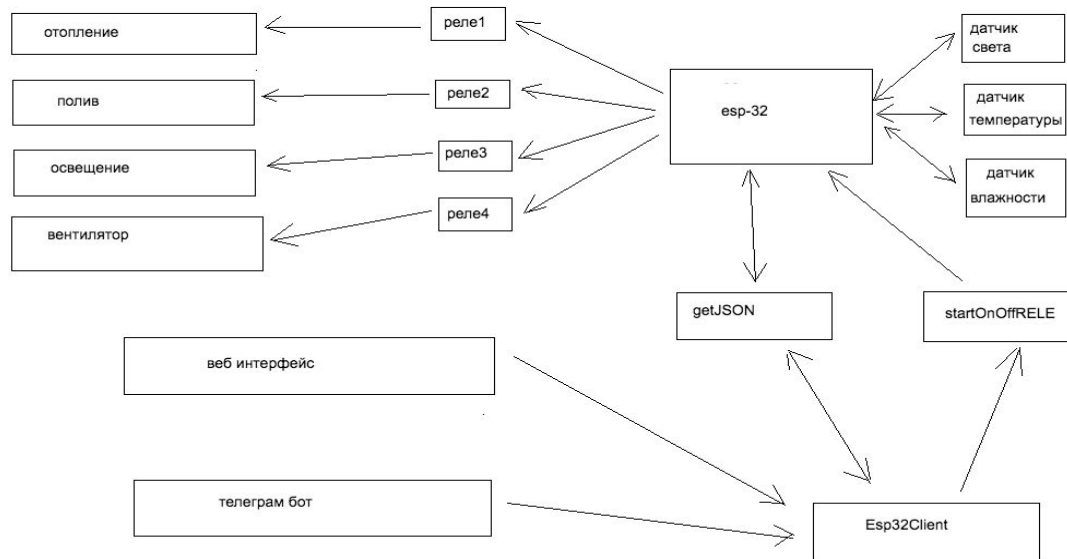 отопление
реле1
датчик
света
полив
реле2
esp-32
датчик
температуры
освещение
реле3
датчик
влажности
вентилятор
реле4
getJSON
startOnOffRELE
веб интерфейс
телеграм бот
Esp32Client